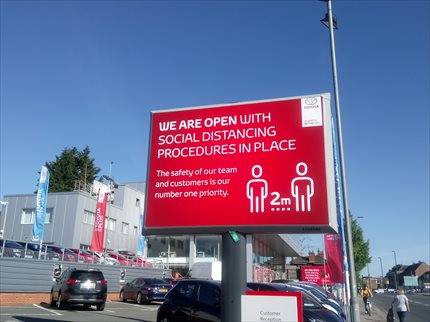 WE ARE OPEN WITH
SOCIAL DISTANCING
PROCEDURES IN PLACE
The safety of our team
and customers is our
number one priority.
2m
TOYOTA
Customer
Reception